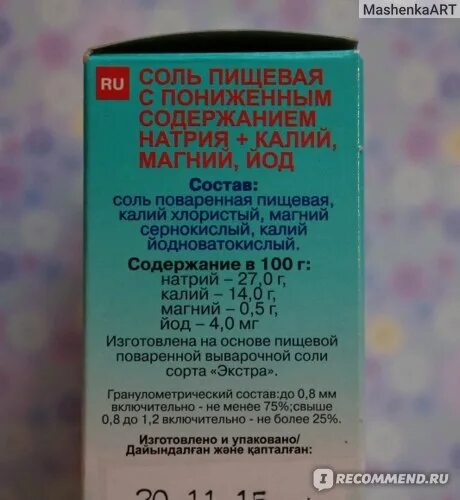 MashenkaART
RU
СОЛЬ ПИЩЕВАЯ
С ПОНИЖЕННЫМ
СОДЕРЖАНИЕМ
НАТРИЯ + КАЛИЙ,
МАГНИЙ, ЙОД
Состав:
соль поваренная пищевая,
калий хлористый, магний
сернокислый, калий
йодноватокислый.
Содержание в 100 г:
натрий – 27,0 г,
калий – 14,0 г,
магний – 0,5 г,
йод – 4,0 мг
Изготовлена на основе пищевой
поваренной выварочной соли
сорта «Экстра».
Гранулометрический состав:до 0,8 мм
включительно - не менее 75%;свыше
0,8 до 1,2 включительно - не более 25%.
Изготовлено и упаковано/
Дайындалған және қапталған:
20 11 15
IRECOMMEND.RU